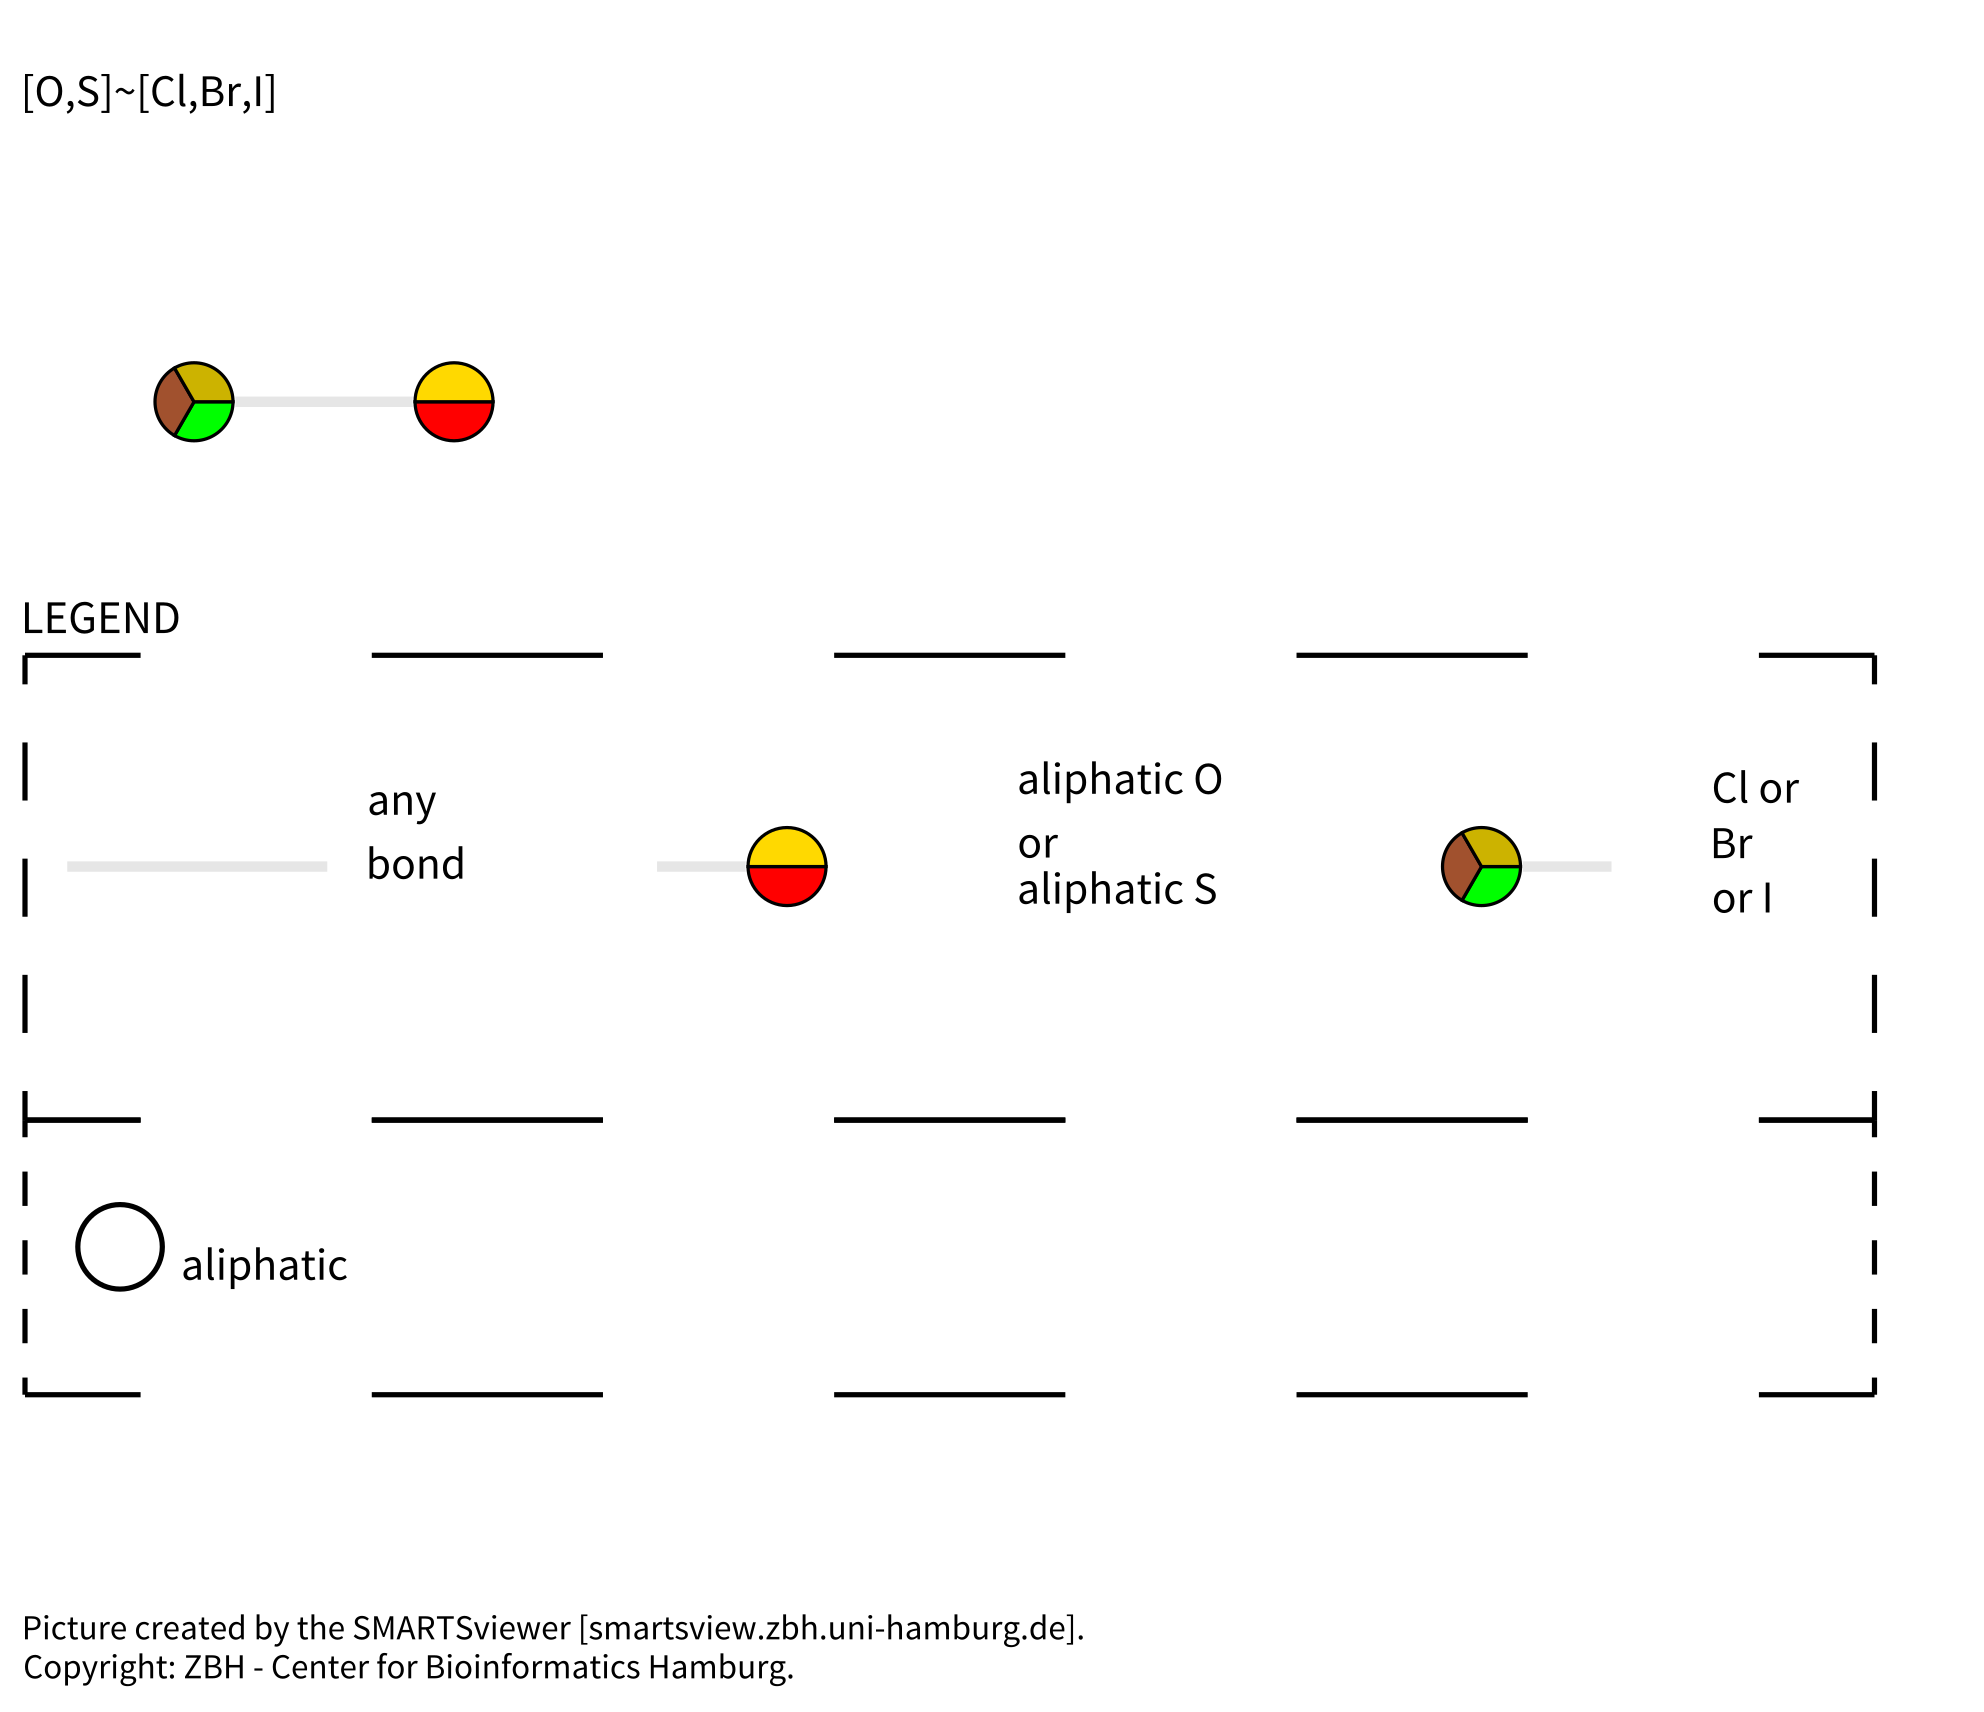 [O,S]~[Cl,Br,I]
LEGEND
any
bond
aliphatic O
or
aliphatic S
Cl or
Br
or I
aliphatic
Picture created by the SMARTSviewer [smartsview.zbh.uni-hamburg.de].
Copyright: ZBH - Center for Bioinformatics Hamburg.